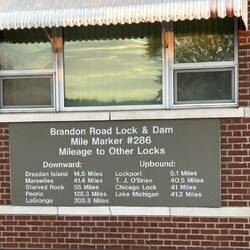 Brandon Road Lock & Dam
Mile Marker #286
Mileage to Other Locks
Downward: Upbound:
Dresden Island 14.5 Miles Lockport 5.1 Miles
Marseilles 41.4 Miles T. J. O'Brien 40.5 Miles
Starved Rock 55 Miles Chicago Lock 41 Miles
Peoria 128.3 Miles Lake Michigan 41.2 Miles
LaGrange 205.8 Miles